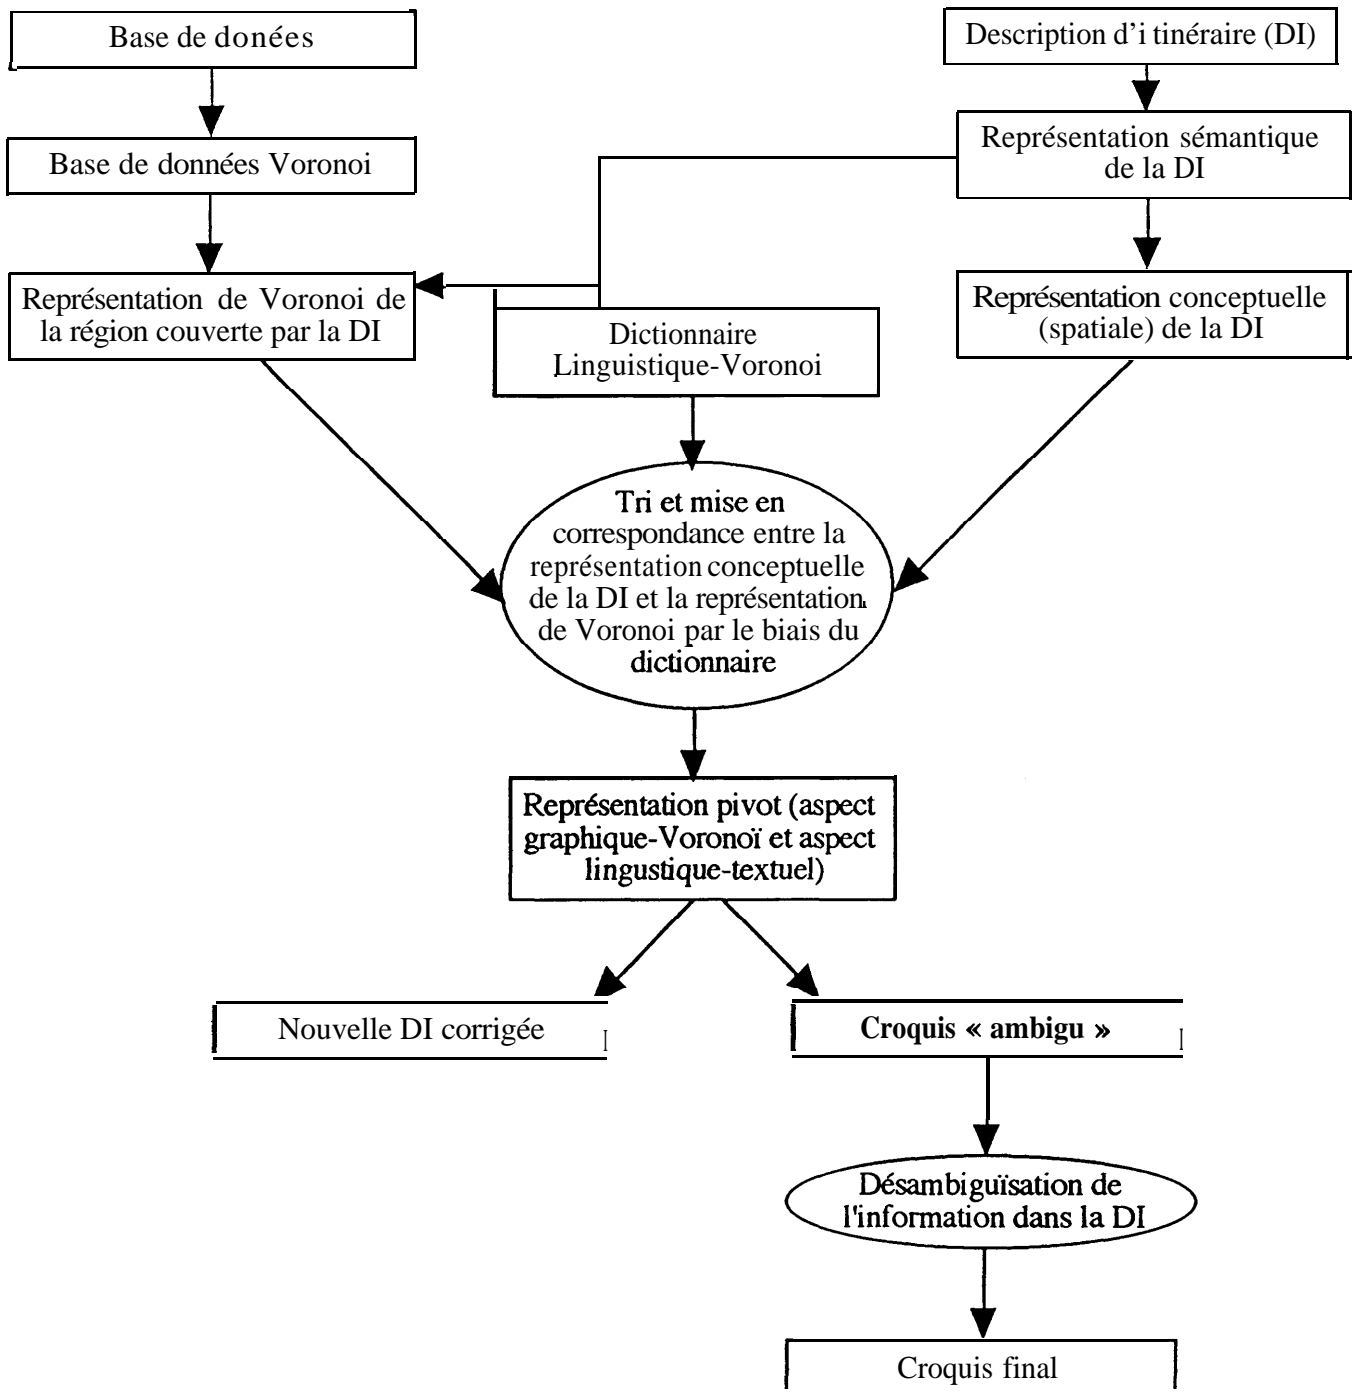 Base de donées
Description d'i tinéraire (DI)
Base de données Voronoi
Représentation sémantique
de la DI
Représentation de Voronoi de
la région couverte par la DI
Représentation conceptuelle
(spatiale) de la DI
Dictionnaire
Linguistique-Voronoi
Tri et mise en
correspondance entre la
représentation conceptuelle
de la DI et la représentation
de Voronoi par le biais du
dictionnaire
Représentation pivot (aspect
graphique-Voronoï et aspect
lingustique-textuel)
Nouvelle DI corrigée
Croquis « ambigu »
Désambiguïsation de
l'information dans la DI
Croquis final